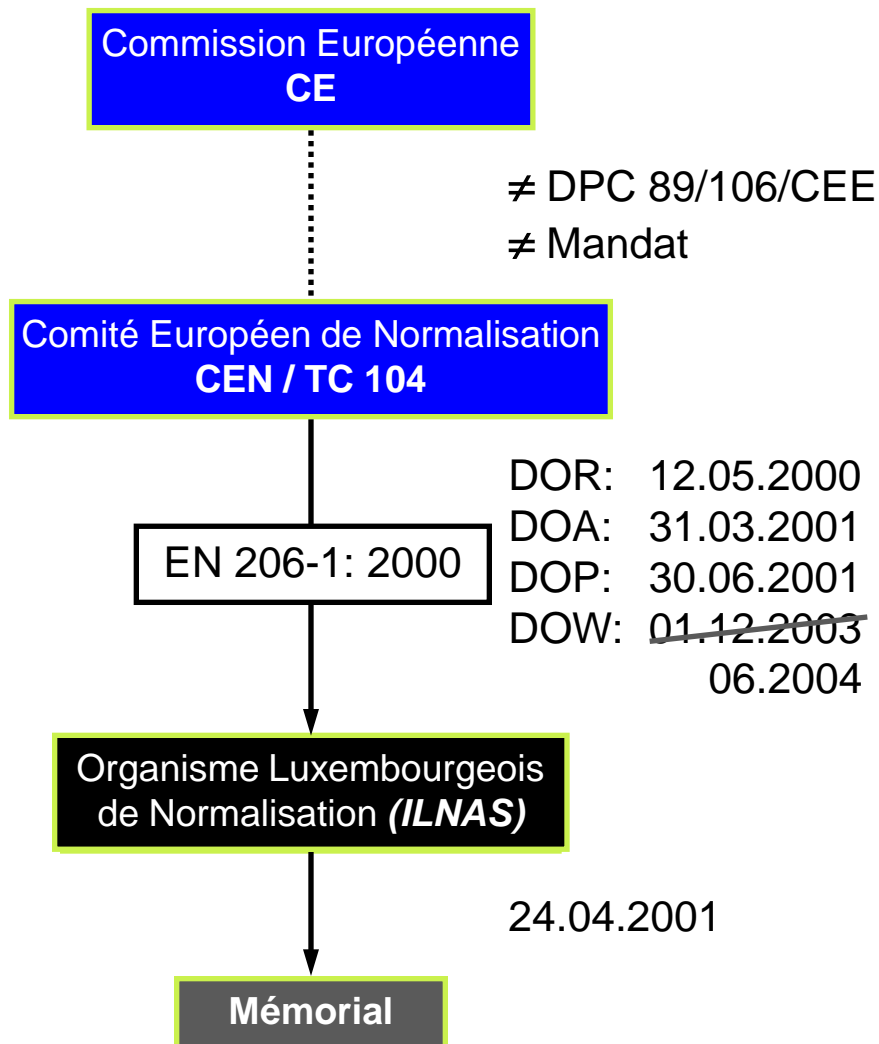 Commission Européenne
CE
≠ DPC 89/106/CEE
≠ Mandat
Comité Européen de Normalisation
CEN / TC 104
DOR: 12.05.2000
DOA: 31.03.2001
EN 206-1: 2000
DOP: 30.06.2001
DOW: 01.12.2003
06.2004
Organisme Luxembourgeois
de Normalisation (ILNAS)
24.04.2001
Mémorial